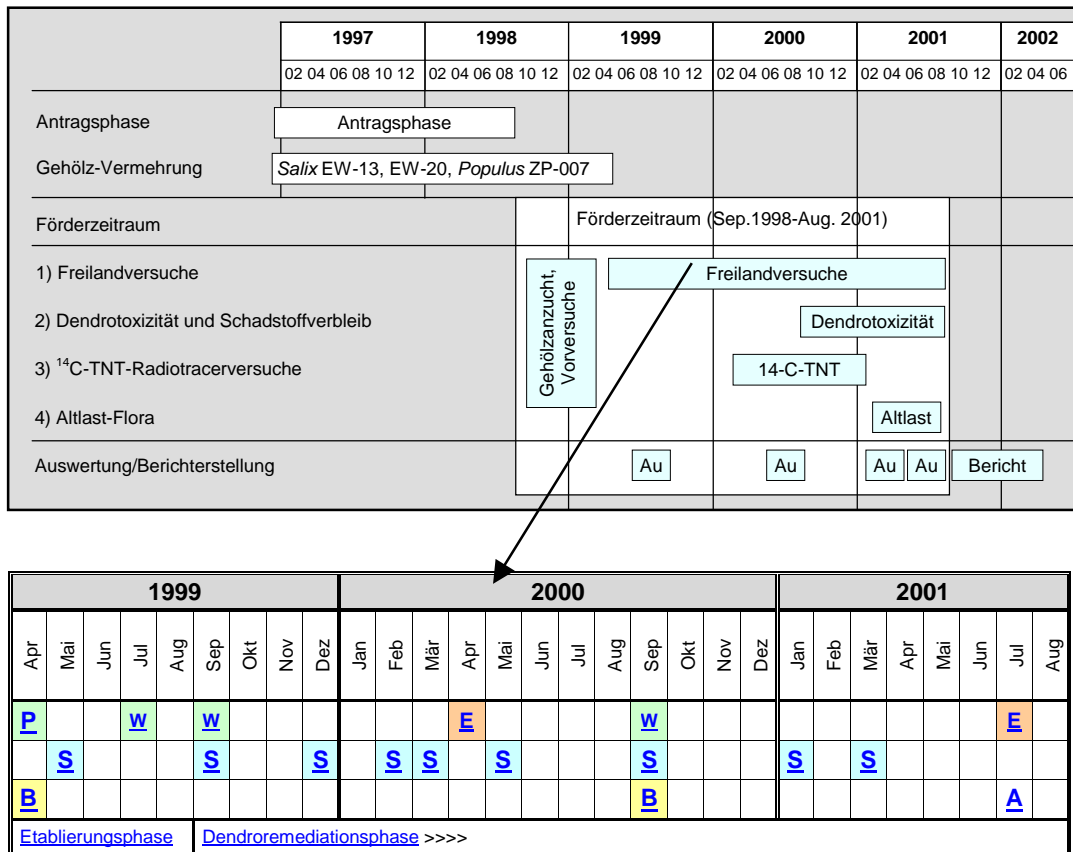 1997 1998 1999 2000 2001 2002
02 04 06 08 10 12 02 04 06 08 10 12 02 04 06 08 10 12 02 04 06 08 10 12 02 04 06 08 10 12 02 04 06
Antragsphase Antragsphase
Gehölz-Vermehrung Salix EW-13, EW-20, Populus ZP-007
Förderzeitraum Förderzeitraum (Sep.1998-Aug. 2001)
Gehölzanzucht,
Vorversuche
1) Freilandversuche Freilandversuche
2) Dendrotoxizität und Schadstoffverbleib Dendrotoxizität
3) 14C-TNT-Radiotracerversuche 14-C-TNT
4) Altlast-Flora Altlast
Auswertung/Berichterstellung Au Au Au Au Bericht
1999 2000 2001
Apr Mai Jun Jul Aug Sep Okt Nov Dez Jan Feb Mär Apr Mai Jun Jul Aug Sep Okt Nov Dez Jan Feb Mär Apr Mai Jun Jul Aug
P W W E W E
S S S S S S S S S
B B A
Etablierungsphase Dendroremediationsphase >>>>